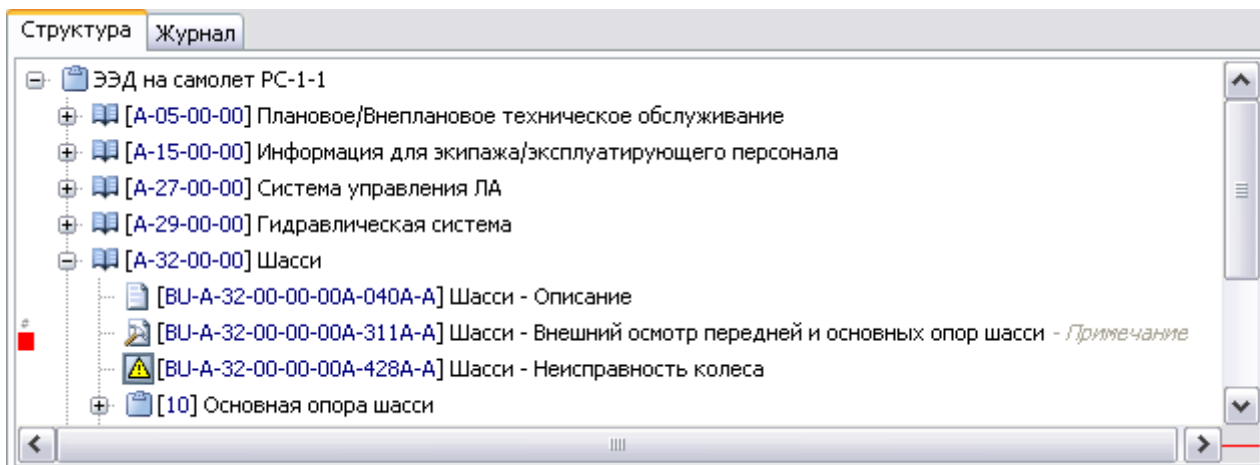 Структура Журнал
ЭЭД на самолет РС-1-1
[А-05-00-00] Плановое/Внеплановое техническое обслуживание
[А-15-00-00] Информация для экипажа/эксплуатирующего персонала
[А-27-00-00] Система управления ЛА
[А-29-00-00] Гидравлическая система
[А-32-00-00] Шасси
[BU-A-32-00-00-00A-040A-A] Шасси - Описание
[BU-A-32-00-00-00A-311A-A] Шасси - Внешний осмотр передней и основных опор шасси - Примечание
[BU-A-32-00-00-00A-428A-A] Шасси - Неисправность колеса
[10] Основная опора шасси